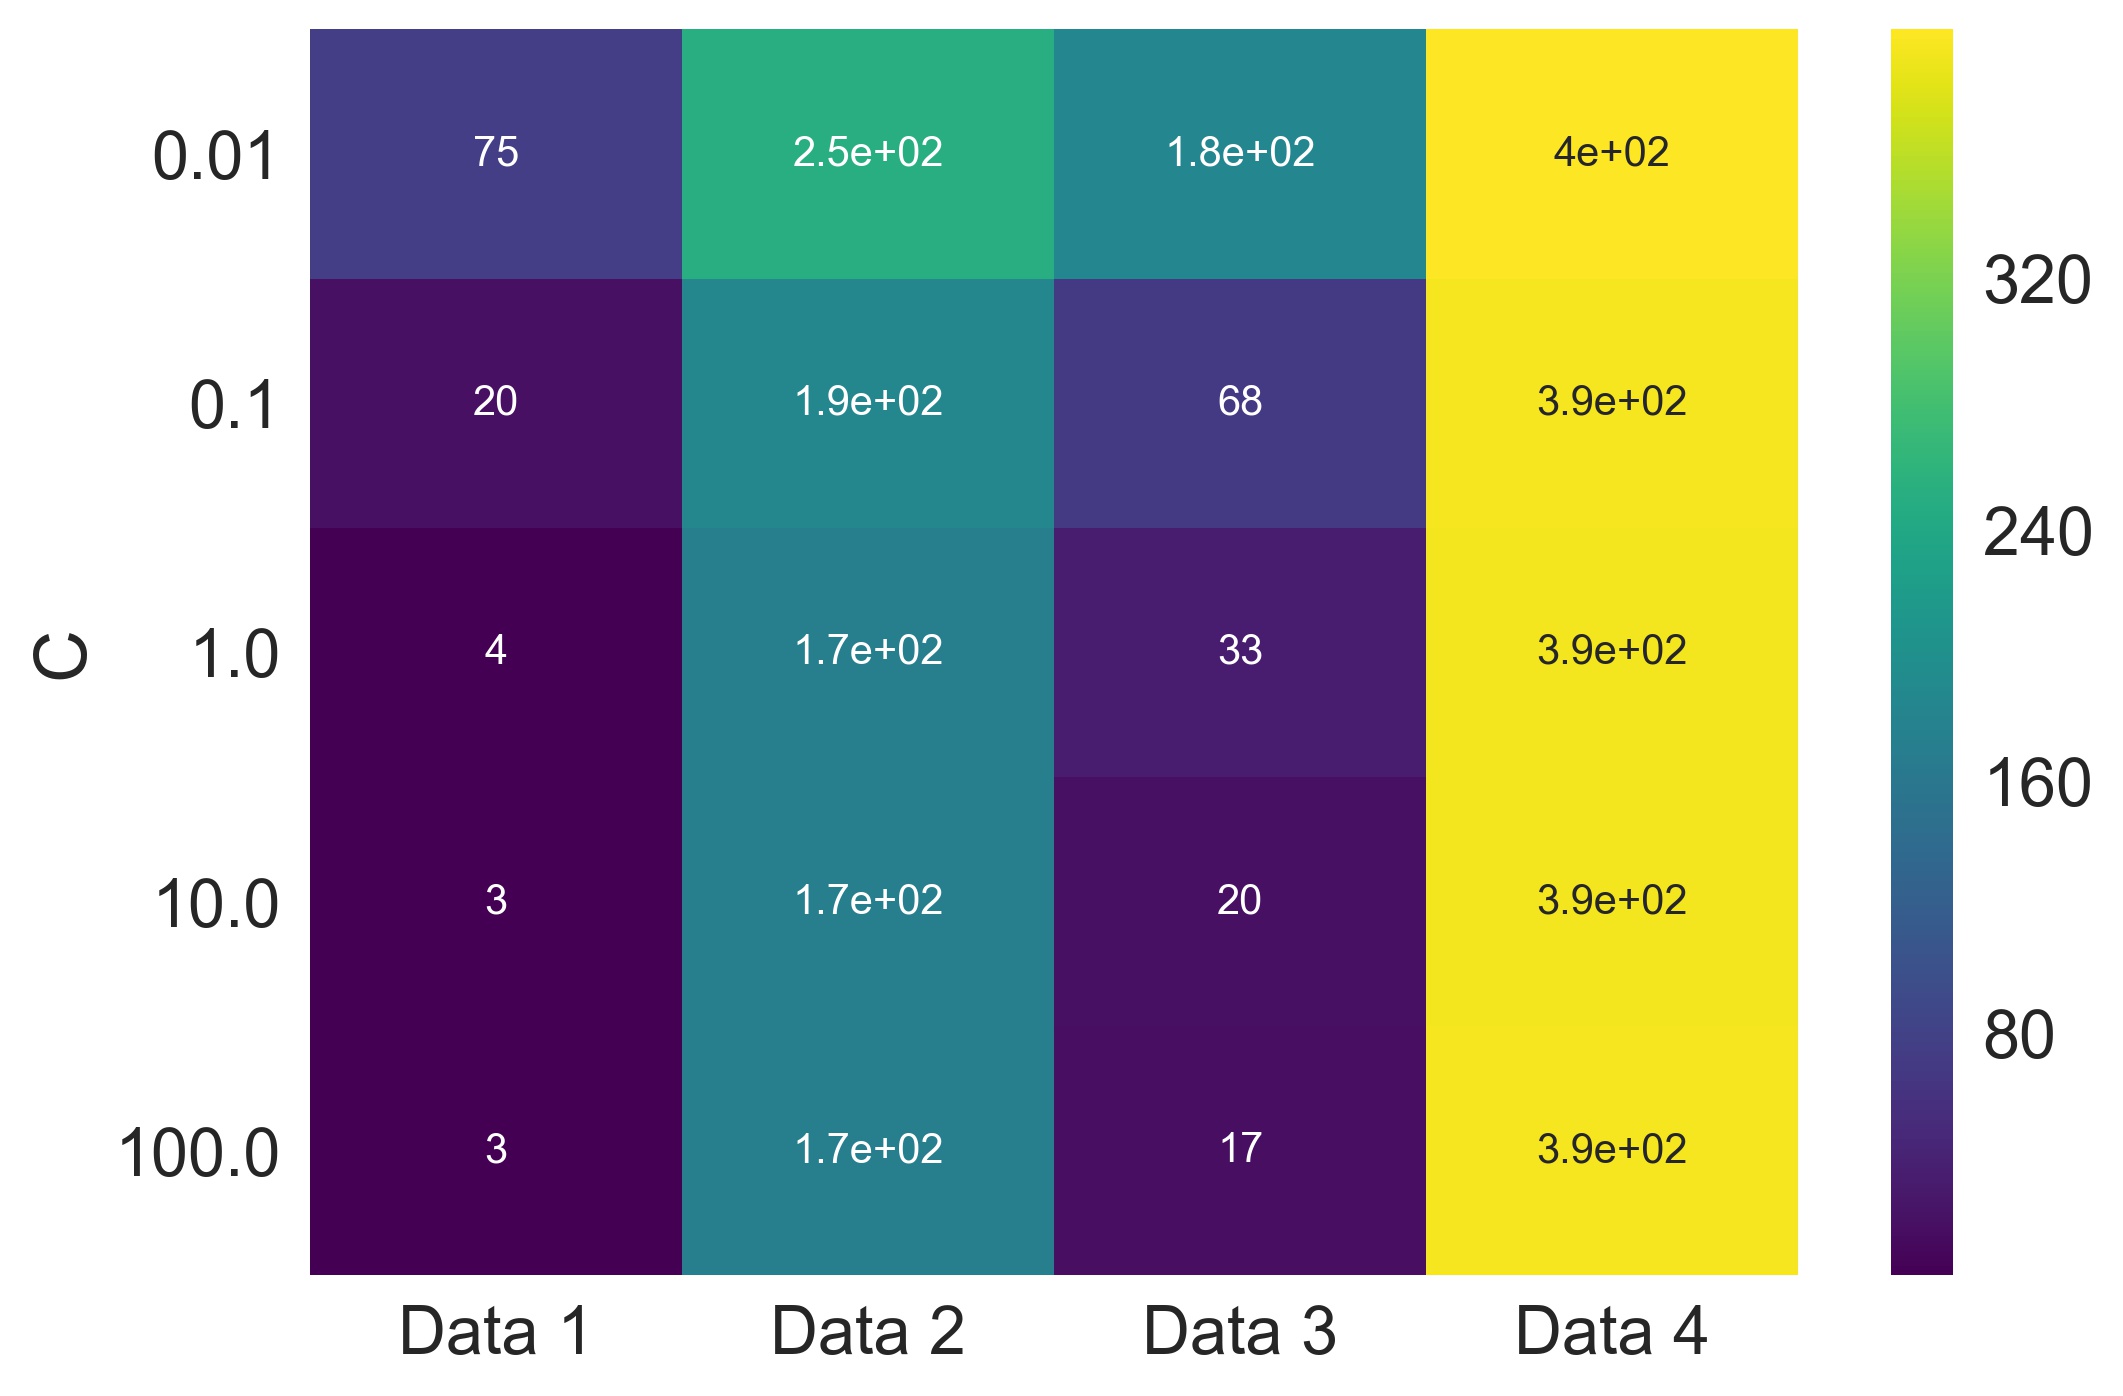 0.01 75 2.5e+02 1.8e+02 4e+02
320
0.1 20 1.9e+02 68 3.9e+02
240
C
1.0 4 1.7e+02 33 3.9e+02
160
10.0 3 1.7e+02 20 3.9e+02
80
100.0 3 1.7e+02 17 3.9e+02
Data 1 Data 2 Data 3 Data 4